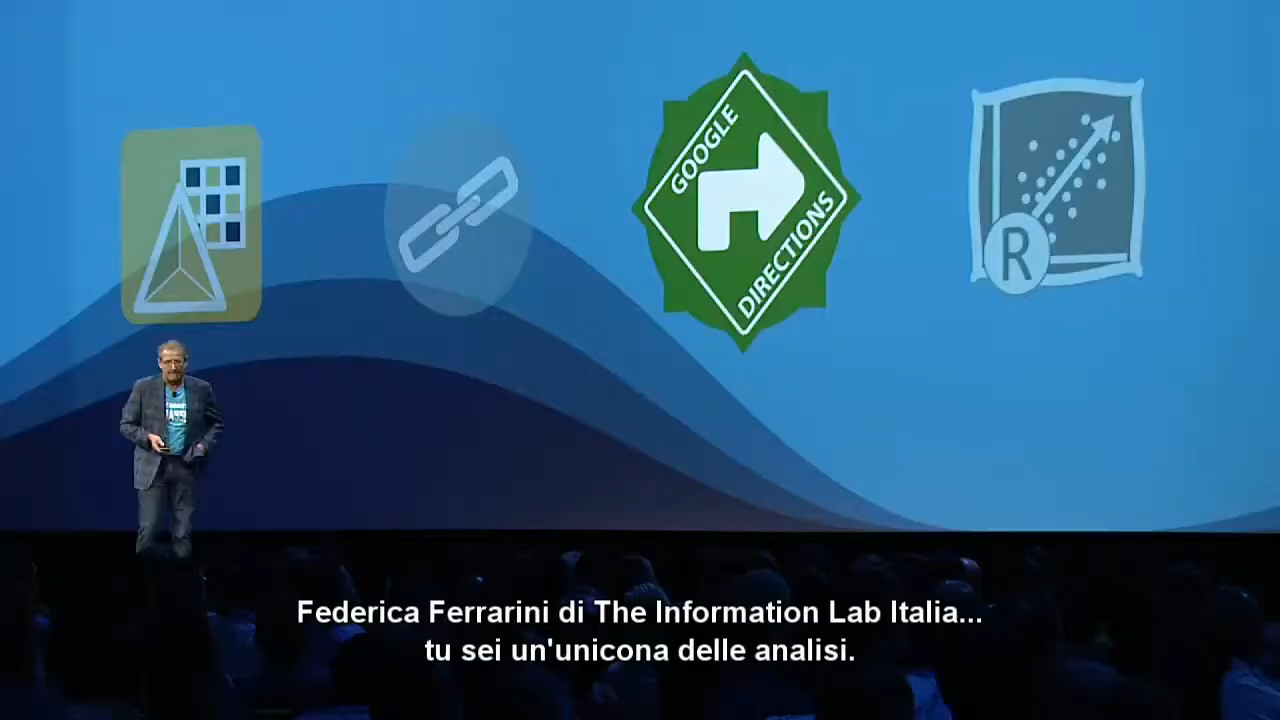 GOOGLE
DIRECTIONS
R
Federica Ferrarini di The Information Lab Italia...
tu sei un'unicona delle analisi.